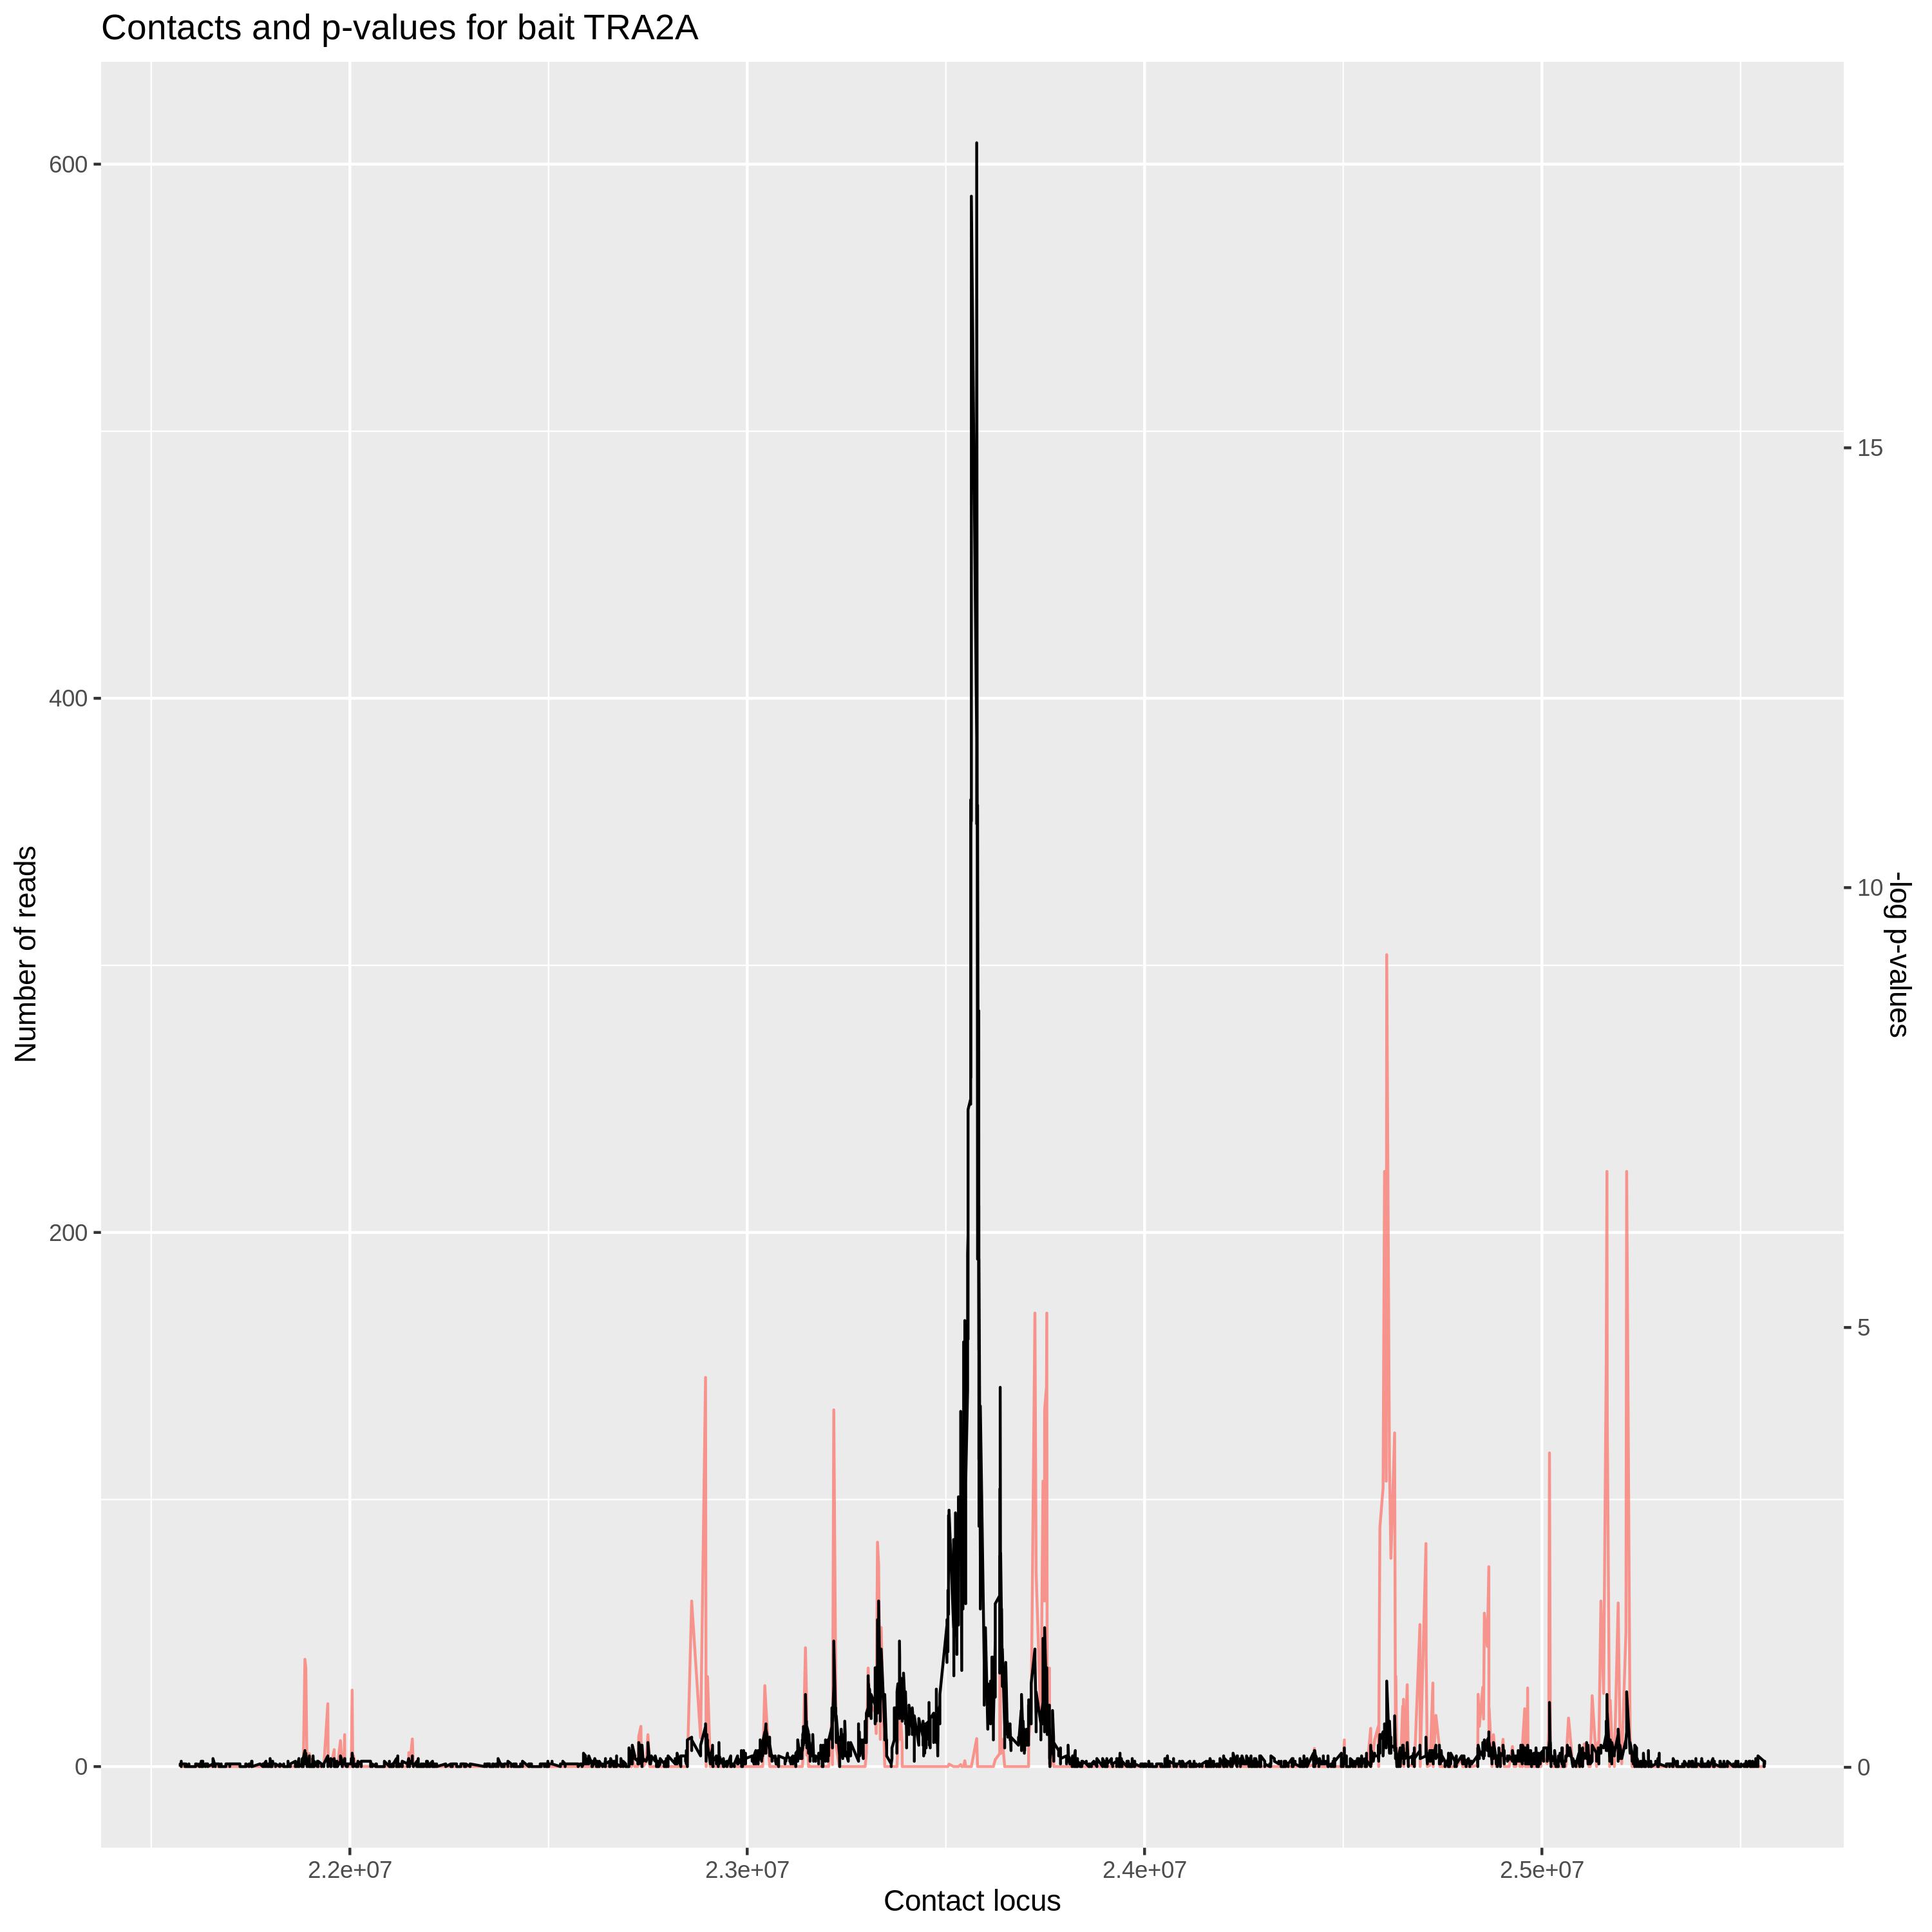 Contacts and p-values for bait TRA2A
600
400
200
0
15
10
5
0
Number of reads
-log p-values
2.2e+07 2.3e+07 2.4e+07 2.5e+07
Contact locus